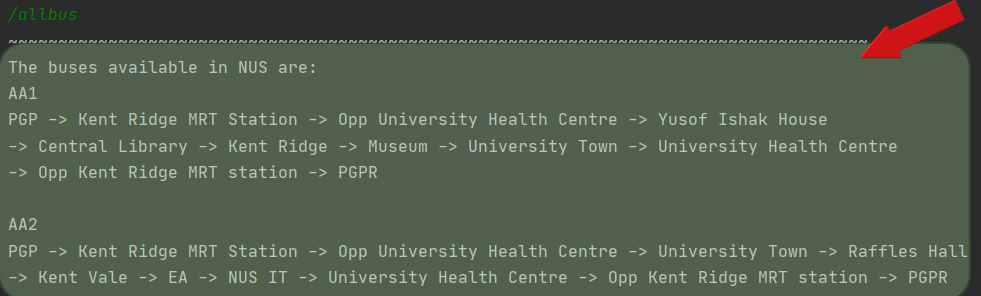 /allbus
~~~~~~~~~~~~~~~~~~~~~~~~~~~~~~~~~~~~~~~~~~~~~~~~~~~~~~~~~~~~~~~~~~~~~~~~~~~~~~~~~~~~~~
The buses available in NUS are:
AA1
PGP -> Kent Ridge MRT Station -> Opp University Health Centre -> Yusof Ishak House
-> Central Library -> Kent Ridge -> Museum -> University Town -> University Health Centre
-> Opp Kent Ridge MRT station -> PGPR
AA2
PGP -> Kent Ridge MRT Station -> Opp University Health Centre -> University Town -> Raffles Hall
-> Kent Vale -> EA -> NUS IT -> University Health Centre -> Opp Kent Ridge MRT station -> PGPR